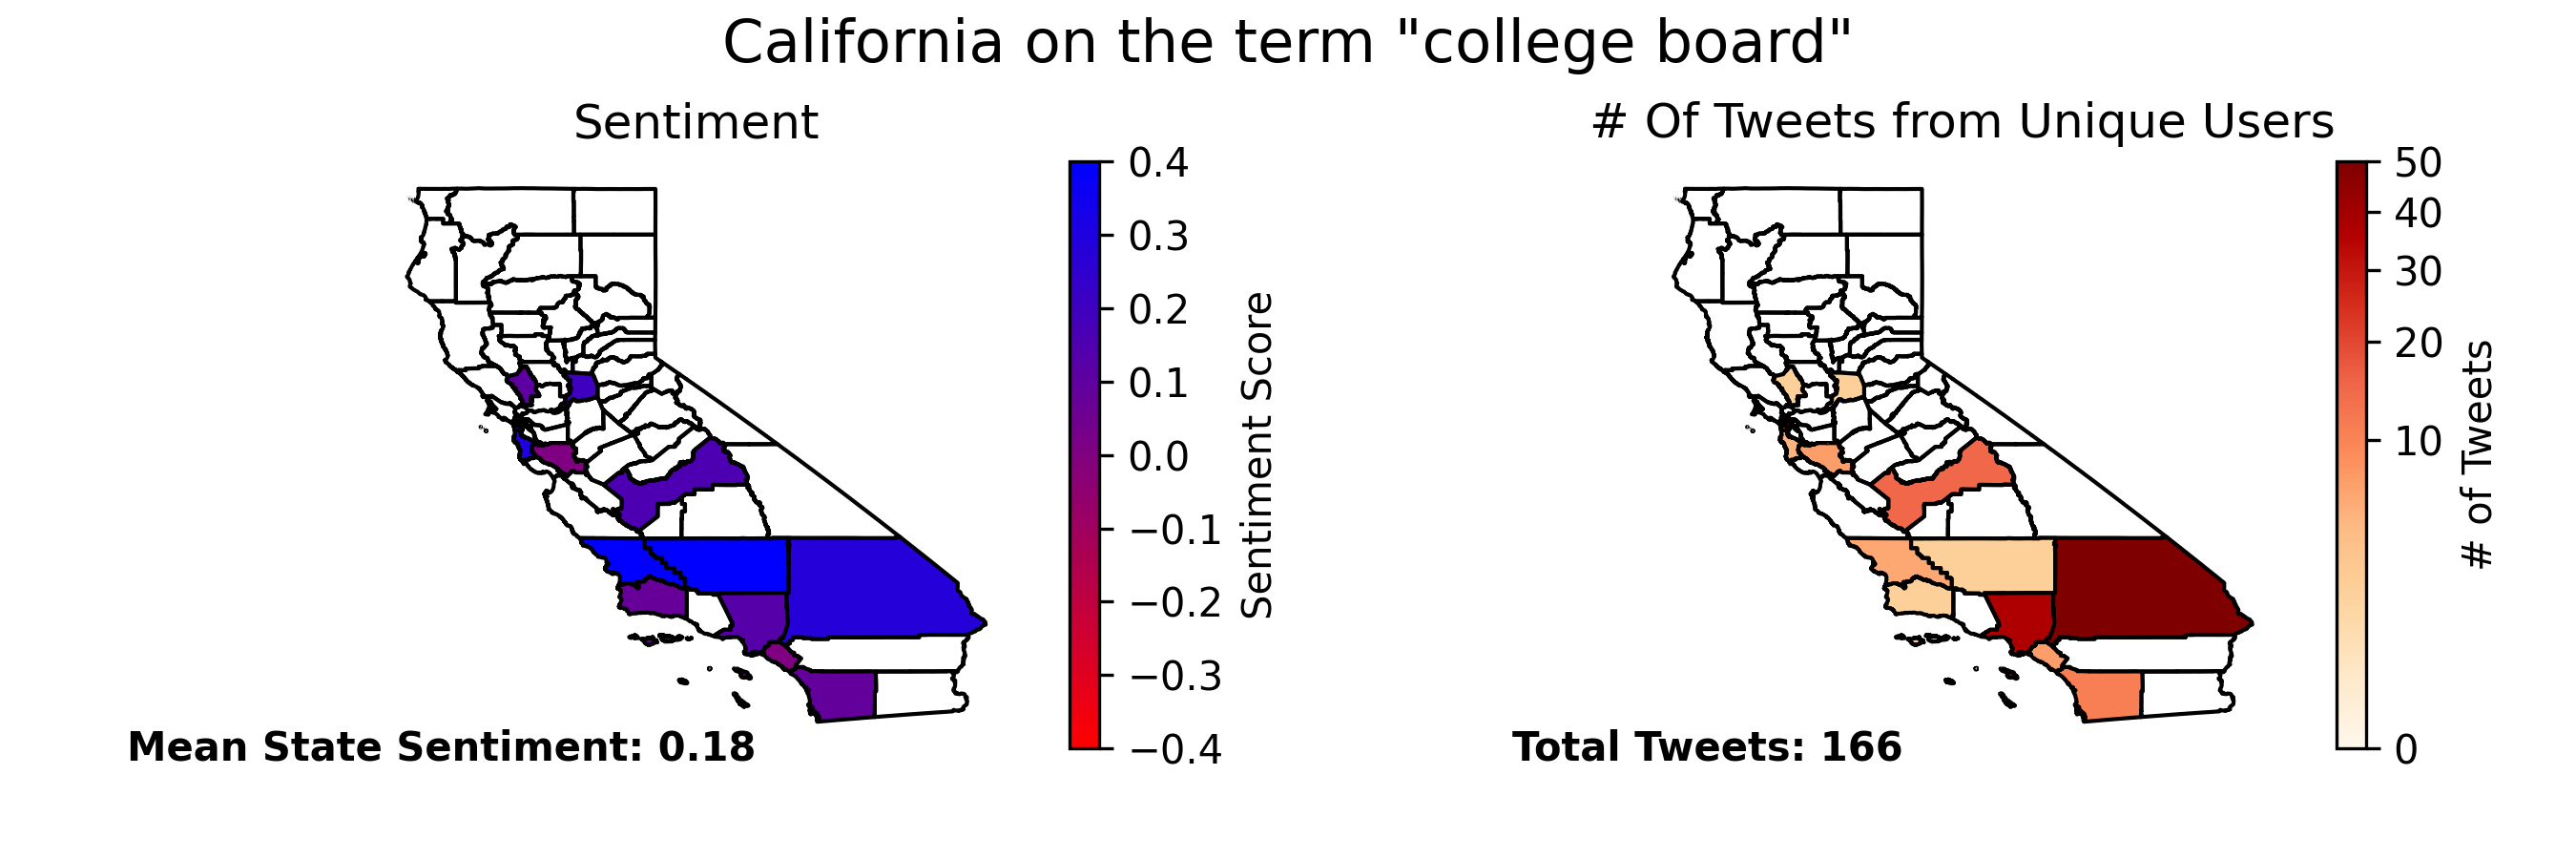 California on the term "college board"
Sentiment
0.4
0.3
0.2
0.1
0.0
−0.1
−0.2
−0.3
−0.4
Sentiment Score
Mean State Sentiment: 0.18
# Of Tweets from Unique Users
50
40
30
20
10
0
# of Tweets
Total Tweets: 166